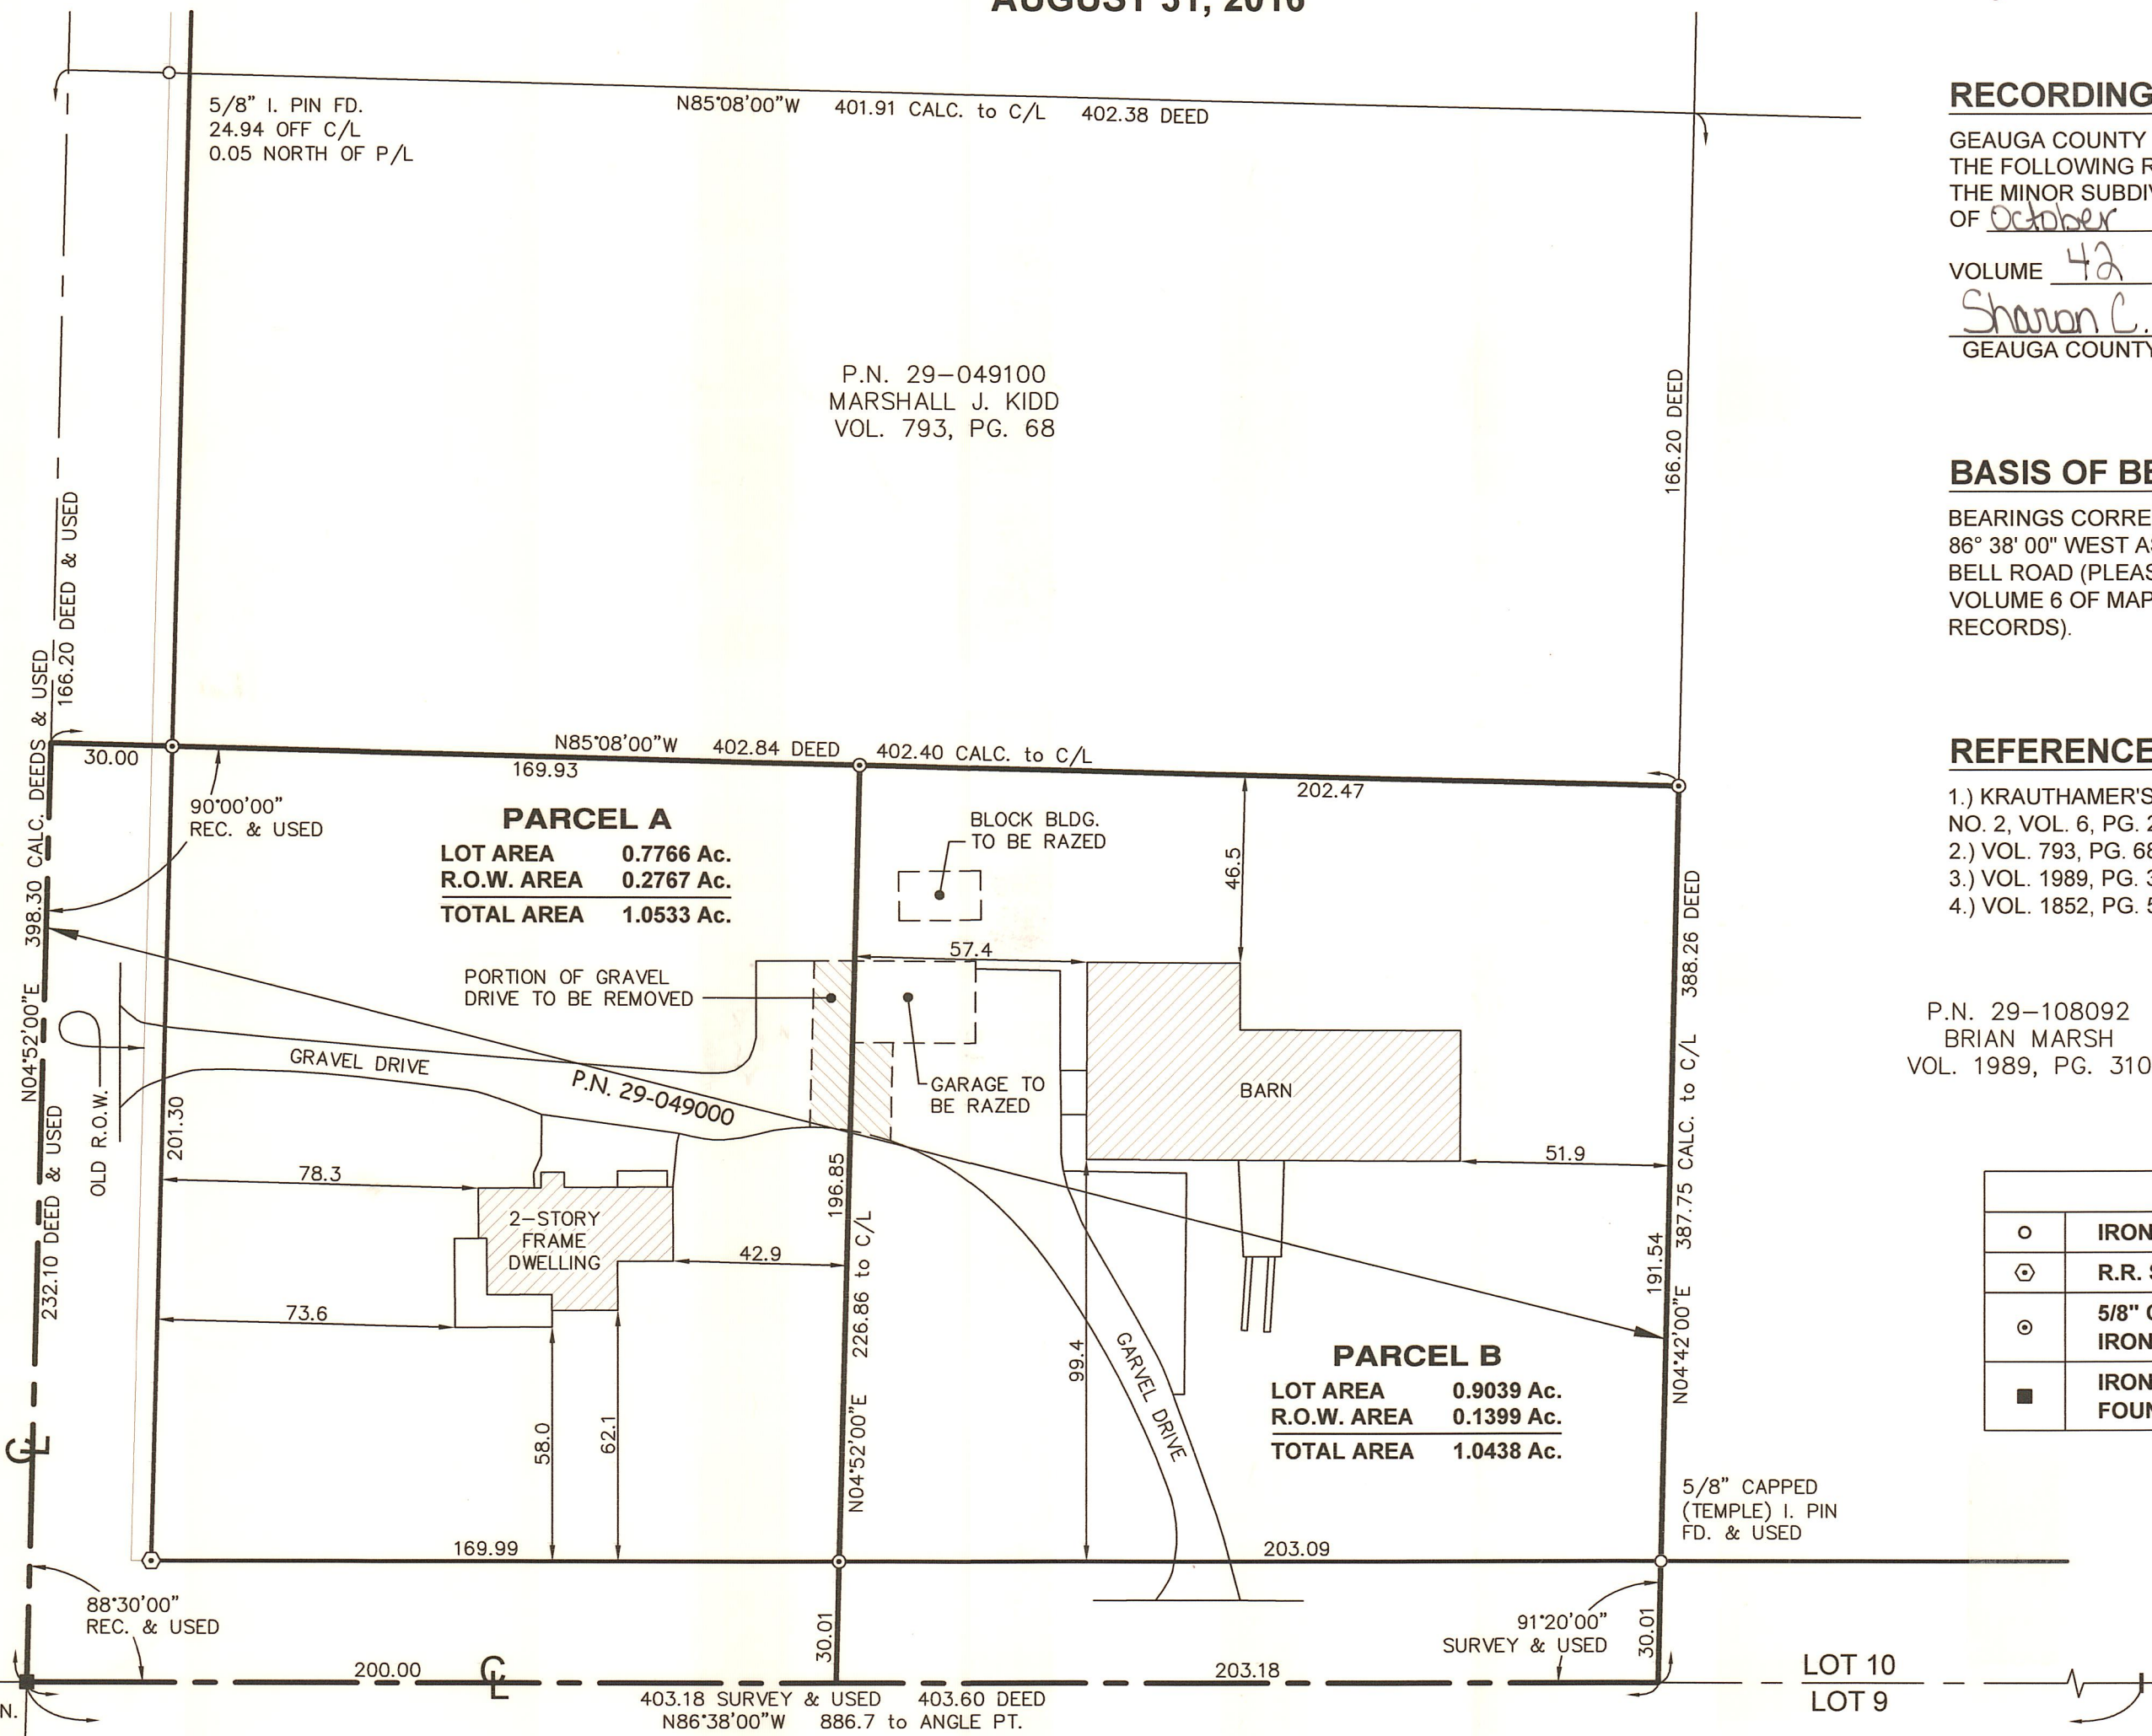 AUGUST 31, 2016
5/8" I. PIN FD.
24.94 OFF C/L
0.05 NORTH OF P/L
N85°08'00"W 401.91 CALC. to C/L 402.38 DEED
RECORDING
GEAUGA COUNTY
THE FOLLOWING R
THE MINOR SUBDIV
OF October
VOLUME 42
Sharon C.
GEAUGA COUNTY
P.N. 29-049100
MARSHALL J. KIDD
VOL. 793, PG. 68
166.20 DEED
166.20 DEED & USED
BASIS OF BE
BEARINGS CORRE
86° 38' 00" WEST AS
BELL ROAD (PLEAS
VOLUME 6 OF MAP
RECORDS).
398.30 CALC. DEEDS & USED
N04°52'00"E
30.00
N85°08'00"W 402.84 DEED 402.40 CALC. to C/L
169.93
202.47
REFERENCE
1.) KRAUTHAMER'S
NO. 2, VOL. 6, PG. 2
2.) VOL. 793, PG. 68
3.) VOL. 1989, PG. 3
4.) VOL. 1852, PG. 5
90°00'00"
REC. & USED
PARCEL A
LOT AREA 0.7766 Ac.
R.O.W. AREA 0.2767 Ac.
TOTAL AREA 1.0533 Ac.
BLOCK BLDG.
TO BE RAZED
46.5
388.26 DEED
57.4
PORTION OF GRAVEL
DRIVE TO BE REMOVED
GRAVEL DRIVE
P.N. 29-049000
GARAGE TO
BE RAZED
BARN
P.N. 29-108092
BRIAN MARSH
VOL. 1989, PG. 310
OLD R.O.W.
201.30
232.10 DEED & USED
78.3
196.85
51.9
387.75 CALC. to C/L
2-STORY
FRAME
DWELLING
42.9
73.6
226.86 to C/L
N04°52'00"E
191.54
N04°42'00"E
58.0
62.1
99.4
GARVEL DRIVE
PARCEL B
LOT AREA 0.9039 Ac.
R.O.W. AREA 0.1399 Ac.
TOTAL AREA 1.0438 Ac.
IRON
R.R. S
5/8" C
IRON
IRON
FOUN
CL
5/8" CAPPED
(TEMPLE) I. PIN
FD. & USED
169.99
203.09
88°30'00"
REC. & USED
30.01
91°20'00"
SURVEY & USED
30.01
200.00
CL
203.18
LOT 10
LOT 9
403.18 SURVEY & USED 403.60 DEED
N86°38'00"W 886.7 to ANGLE PT.
N.